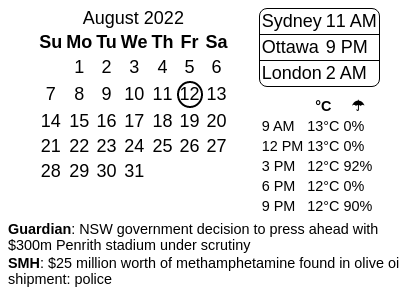 August 2022
Su Mo Tu We Th Fr Sa
1 2 3 4 5 6
7 8 9 10 11 12 13
14 15 16 17 18 19 20
21 22 23 24 25 26 27
28 29 30 31
Sydney 11 AM
Ottawa 9 PM
London 2 AM
°C ☂
9 AM 13°C 0%
12 PM 13°C 0%
3 PM 12°C 92%
6 PM 12°C 0%
9 PM 12°C 90%
Guardian: NSW government decision to press ahead with
$300m Penrith stadium under scrutiny
SMH: $25 million worth of methamphetamine found in olive oi
shipment: police